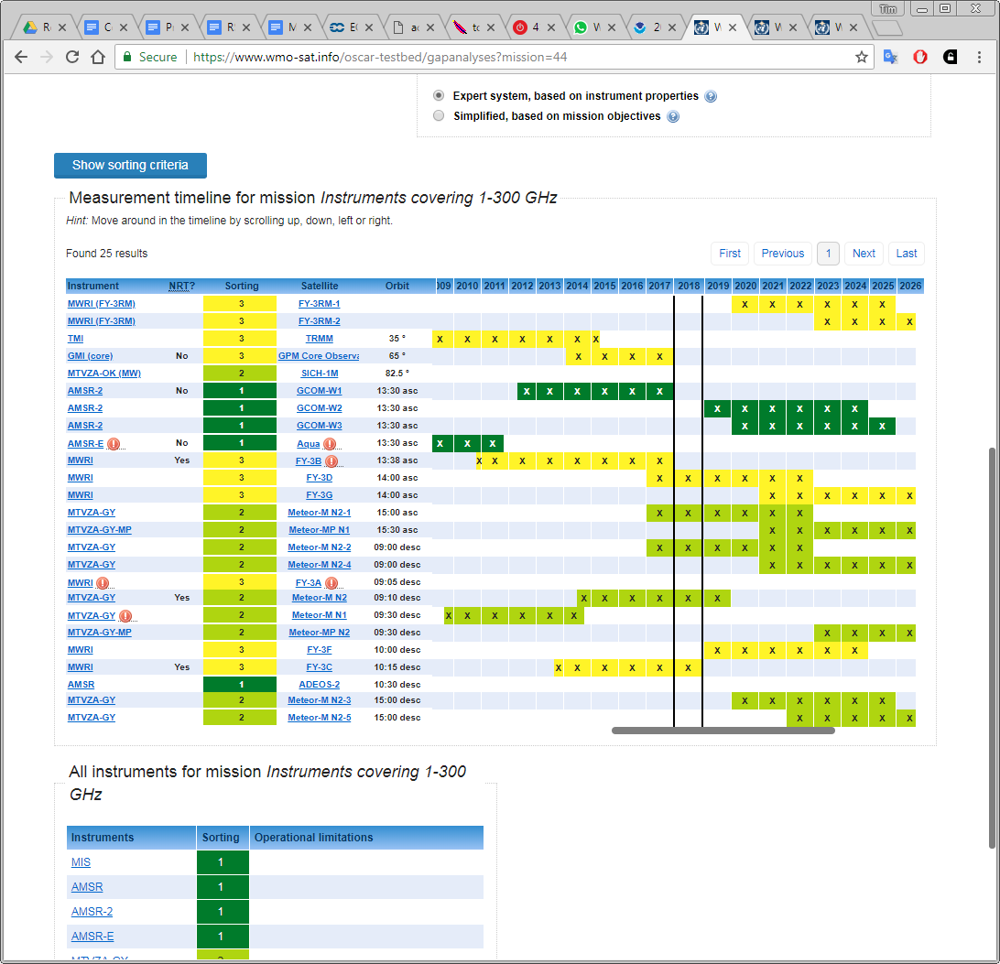 Tim
Secure https://www.wmo-sat.info/oscar-testbed/gapanalyses?mission=44
Expert system, based on instrument properties
Simplified, based on mission objectives
Show sorting criteria
Measurement timeline for mission Instruments covering 1-300 GHz
Hint: Move around in the timeline by scrolling up, down, left or right.
Found 25 results
First Previous 1 Next Last
Instrument NRT? Sorting Satellite Orbit 009 2010 2011 2012 2013 2014 2015 2016 2017 2018 2019 2020 2021 2022 2023 2024 2025 2026
MWRI (FY-3RM) 3 FY-3RM-1 X X X X X X
MWRI (FY-3RM) 3 FY-3RM-2 X X X X
TMI 3 TRMM 35 ° X X X X X X X
GMI (core) No 3 GPM Core Observa 65 ° X X X X
MTVZA-OK (MW) 2 SICH-1M 82.5 °
AMSR-2 No 1 GCOM-W1 13:30 asc X X X X X X
AMSR-2 1 GCOM-W2 13:30 asc X X X X X X
AMSR-2 1 GCOM-W3 13:30 asc X X X X X X
AMSR-E No 1 Aqua 13:30 asc X X X
MWRI Yes 3 FY-3B 13:38 asc X X X X X X X X
MWRI 3 FY-3D 14:00 asc X X X X X X
MWRI 3 FY-3G 14:00 asc X X X X X X
MTVZA-GY 2 Meteor-M N2-1 15:00 asc X X X X X X
MTVZA-GY-MP 2 Meteor-MP N1 15:30 asc X X X X X X
MTVZA-GY 2 Meteor-M N2-2 09:00 desc X X X X X X
MTVZA-GY 2 Meteor-M N2-4 09:00 desc X X X X X X
MWRI 3 FY-3A 09:05 desc
MTVZA-GY Yes 2 Meteor-M N2 09:10 desc X X X X X X
MTVZA-GY 2 Meteor-M N1 09:30 desc X X X X X X
MTVZA-GY-MP 2 Meteor-MP N2 09:30 desc X X X X
MWRI 3 FY-3F 10:00 desc X X X X X X
MWRI Yes 3 FY-3C 10:15 desc X X X X X X
AMSR 1 ADEOS-2 10:30 desc
MTVZA-GY 2 Meteor-M N2-3 15:00 desc X X X X X X
MTVZA-GY 2 Meteor-M N2-5 15:00 desc X X X X X
All instruments for mission Instruments covering 1-300
GHz
Instruments Sorting Operational limitations
MIS 1
AMSR 1
AMSR-2 1
AMSR-E 1
MTVZA-GY 2